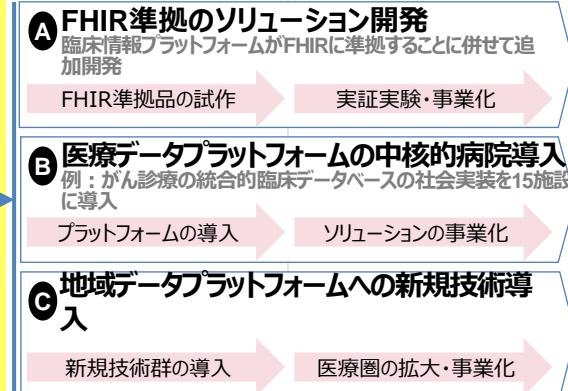 A FHIR準拠のソリューション開発
臨床情報プラットフォームがFHIRに準拠することに併せて追
加開発
FHIR準拠品の試作 実証実験・事業化
B 医療データプラットフォームの中核的病院導入
例：がん診療の統合的臨床データベースの社会実装を15施設
に導入
プラットフォームの導入 ソリューションの事業化
C 地域データプラットフォームへの新規技術導
入
新規技術群の導入 医療圏の拡大・事業化